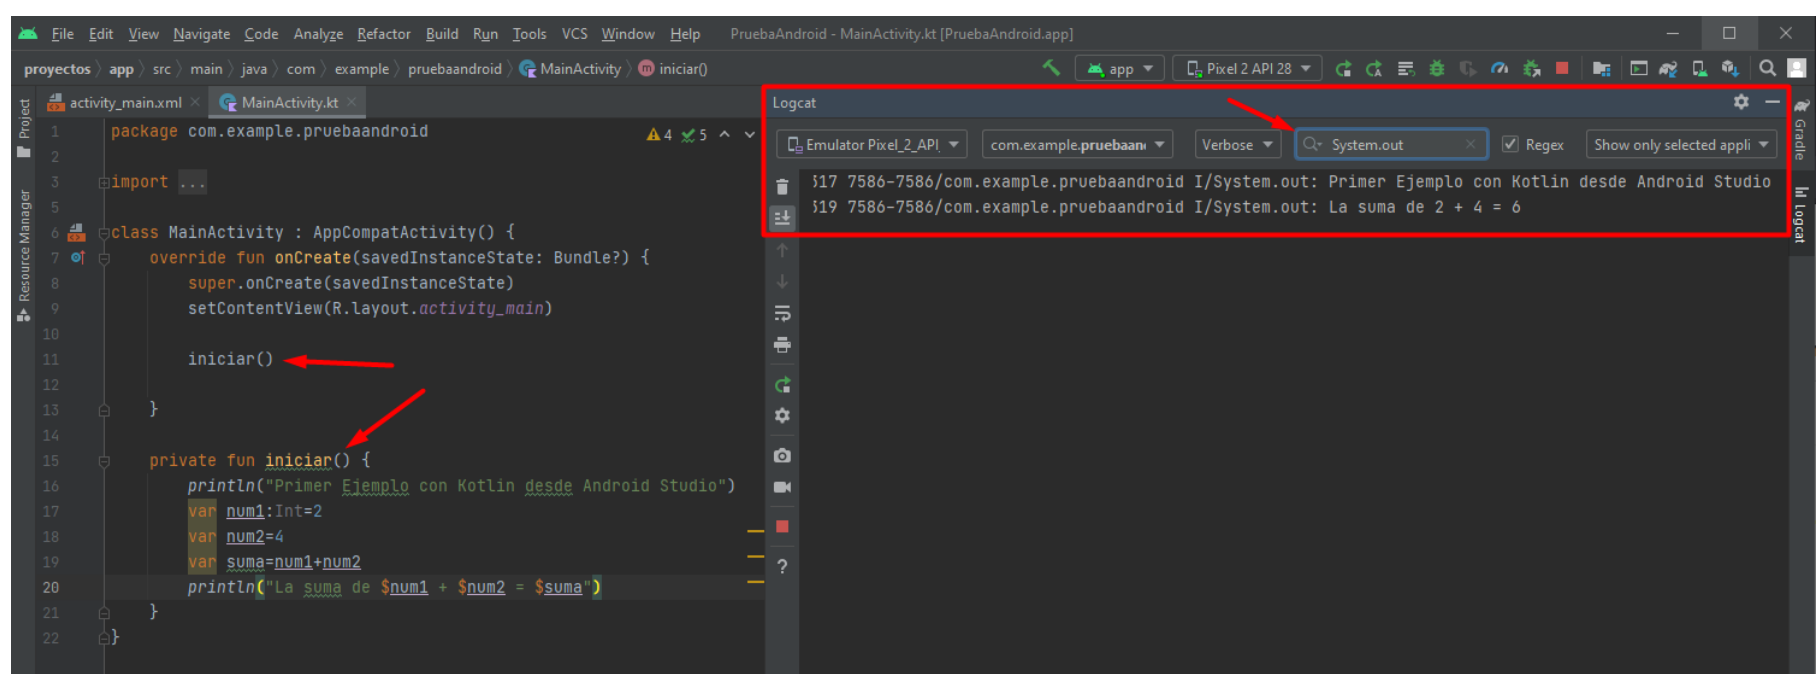 File Edit View Navigate Code Analyze Refactor Build Run Tools VCS Window Help PruebaAndroid - MainActivity.kt [PruebaAndroid.app]
proyectos app src main java com example pruebaandroid MainActivity iniciar() app Pixel 2 API 28
activity_main.xml MainActivity.kt
Project
Resource Manager
1 package com.example.pruebaandroid 4 5
2
3 import ...
5
6 class MainActivity : AppCompatActivity() {
7 override fun onCreate(savedInstanceState: Bundle?) {
8 super.onCreate(savedInstanceState)
9 setContentView(R.layout.activity_main)
10
11 iniciar()
12
13 }
14
15 private fun iniciar() {
16 println("Primer Ejemplo con Kotlin desde Android Studio")
17 var num1:Int=2
18 var num2=4
19 var suma=num1+num2
20 println("La suma de $num1 + $num2 = $suma")
21 }
22 }
Logcat
Emulator Pixel_2_API_ com.example.pruebaan Verbose System.out Regex Show only selected appli
317 7586-7586/com.example.pruebaandroid I/System.out: Primer Ejemplo con Kotlin desde Android Studio
319 7586-7586/com.example.pruebaandroid I/System.out: La suma de 2 + 4 = 6
?
Gradle
Logcat